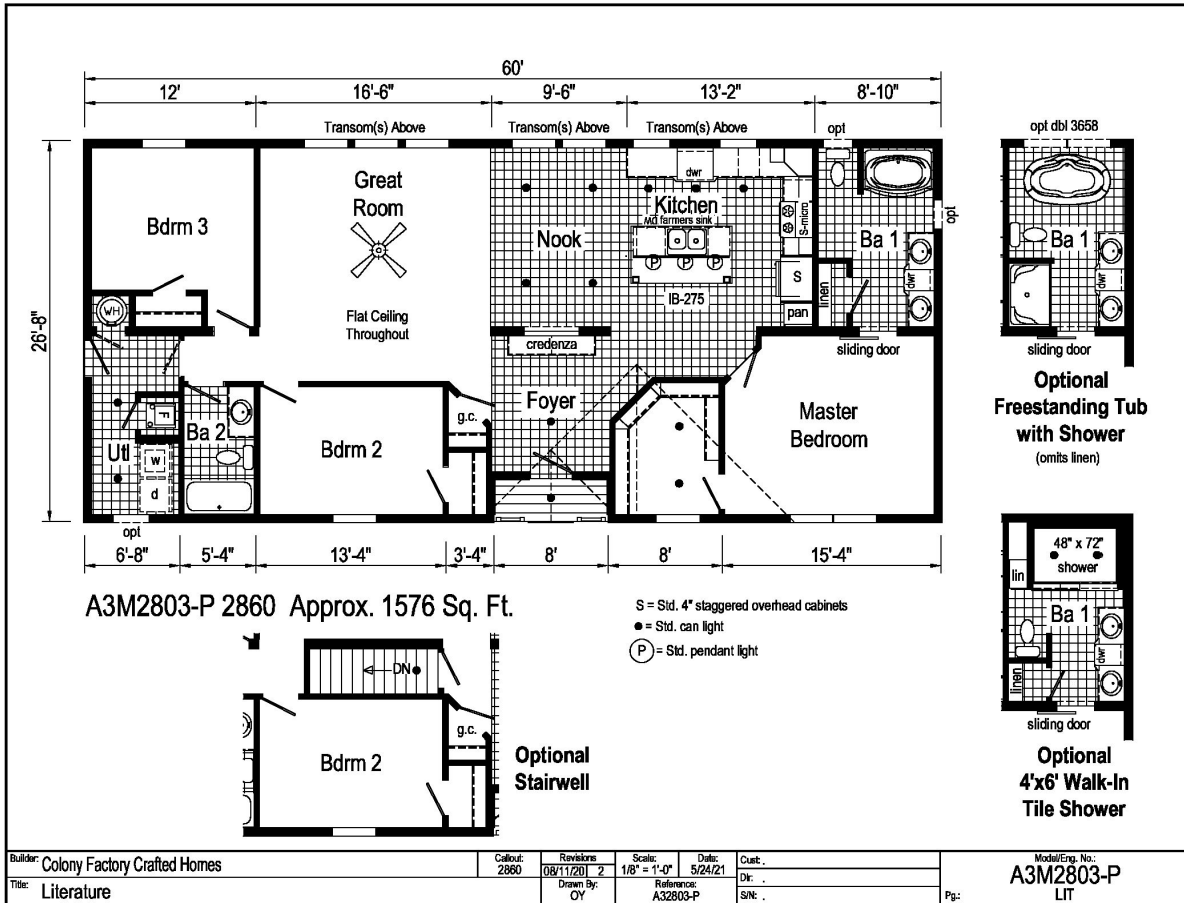 60'
12' 16'-6" 9'-6" 13'-2" 8'-10"
Transom(s) Above Transom(s) Above Transom(s) Above opt
26'-8"
Bdrm 3
Great
Room
Flat Ceiling
Throughout
Nook
dwr
Kitchen
Md farmers sink
P P P
IB-275
S-micro
S
pan
Ba 1
opt
linen
dwr
sliding door
WH
credenza
Foyer
g.c.
Master
Bedroom
F
Utl
w
d
Ba 2
Bdrm 2
opt
6'-8" 5'-4" 13'-4" 3'-4" 8' 8' 15'-4"
opt dbl 3658
Ba 1
dwr
sliding door
Optional
Freestanding Tub
with Shower
(omits linen)
48" x 72"
shower
lin
Ba 1
dwr
linen
sliding door
Optional
4'x6' Walk-In
Tile Shower
A3M2803-P 2860 Approx. 1576 Sq. Ft.
S = Std. 4" staggered overhead cabinets
● = Std. can light
P = Std. pendant light
DN
g.c.
Bdrm 2
Optional
Stairwell
Builder: Colony Factory Crafted Homes
Title: Literature
Callout:
2860
Revisions
08/11/20 2
Drawn By:
OY
Scale:
1/8" = 1'-0"
Date:
5/24/21
Reference:
A32803-P
Cust: .
Dlr: .
S/N: .
Pg.:
Model/Eng. No.:
A3M2803-P
LIT